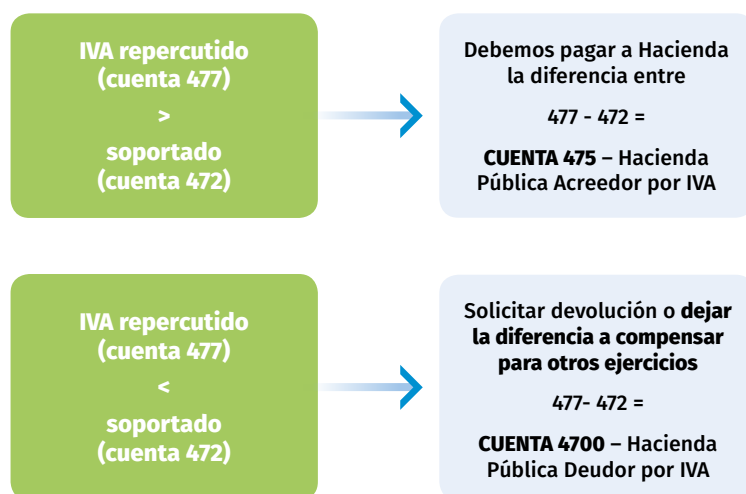 IVA repercutido
(cuenta 477)
>
soportado
(cuenta 472)
Debemos pagar a Hacienda
la diferencia entre
477 - 472 =
CUENTA 475 – Hacienda
Pública Acreedor por IVA
IVA repercutido
(cuenta 477)
<
soportado
(cuenta 472)
Solicitar devolución o dejar
la diferencia a compensar
para otros ejercicios
477- 472 =
CUENTA 4700 – Hacienda
Pública Deudor por IVA